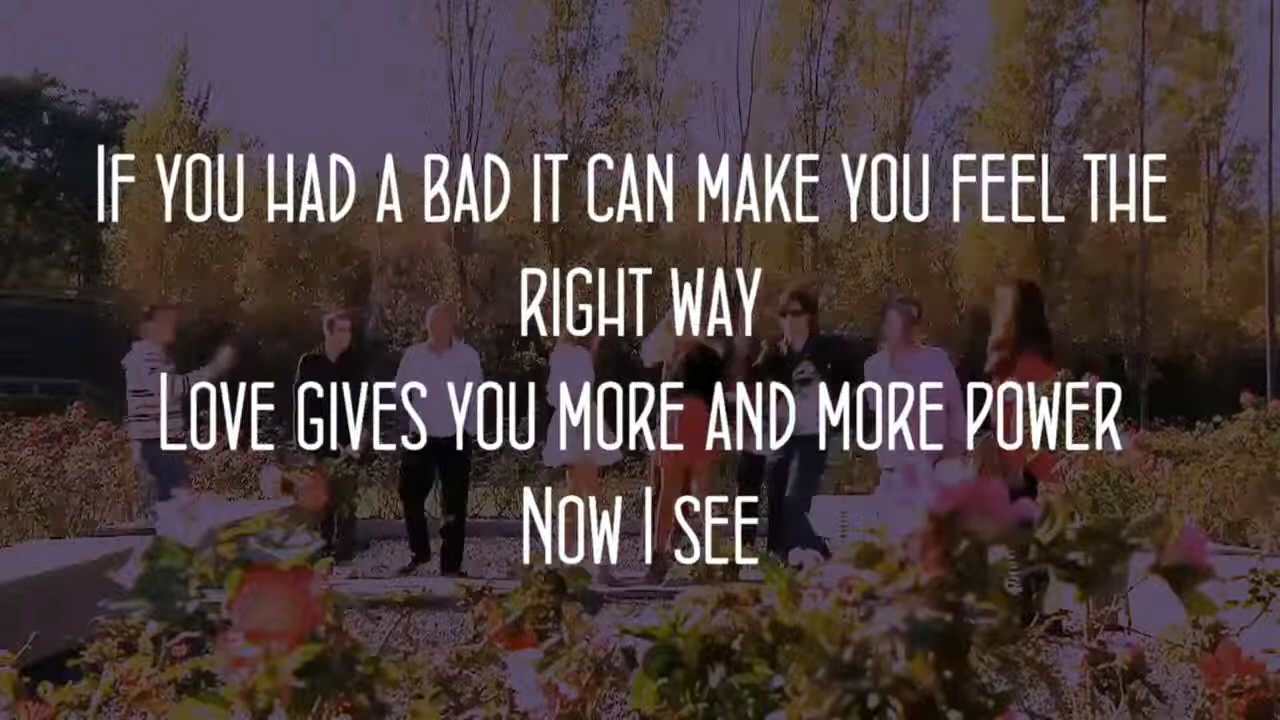 If you had a bad it can make you feel the
right way
Love gives you more and more power
Now I see